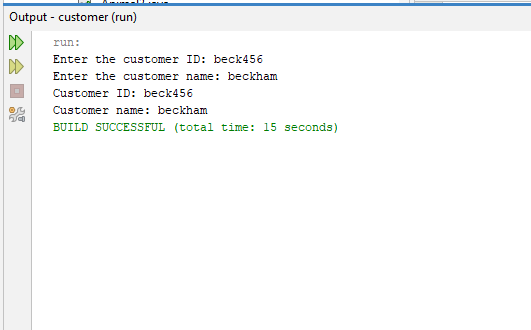 Output - customer (run)
run:
Enter the customer ID: beck456
Enter the customer name: beckham
Customer ID: beck456
Customer name: beckham
BUILD SUCCESSFUL (total time: 15 seconds)